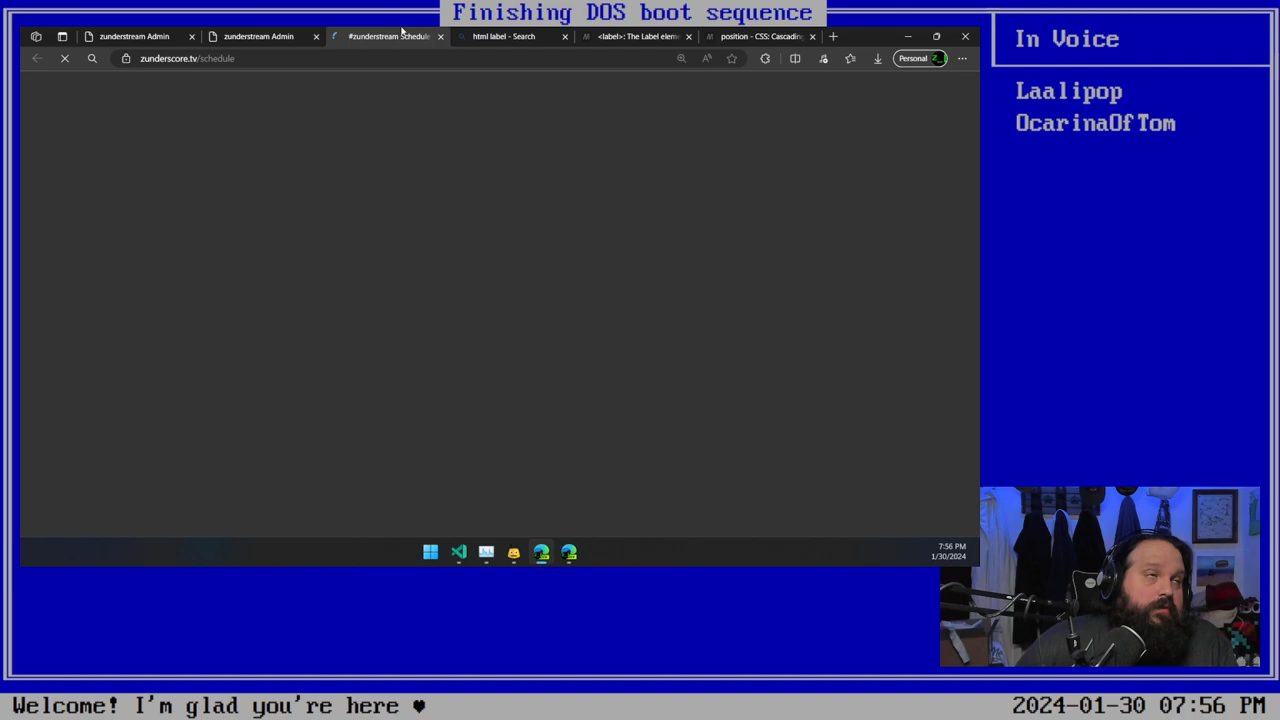 Finishing DOS boot sequence
zunderstream Admin
zunderstream Admin
#zunderstream Schedule
html label - Search
<label>: The Label elem
position - CSS: Cascading
zunderscore.tv/schedule
Personal
In Voice
Laalipop
OcarinaOfTom
7:56 PM
1/30/2024
Welcome! I'm glad you're here ♥
2024-01-30 07:56 PM